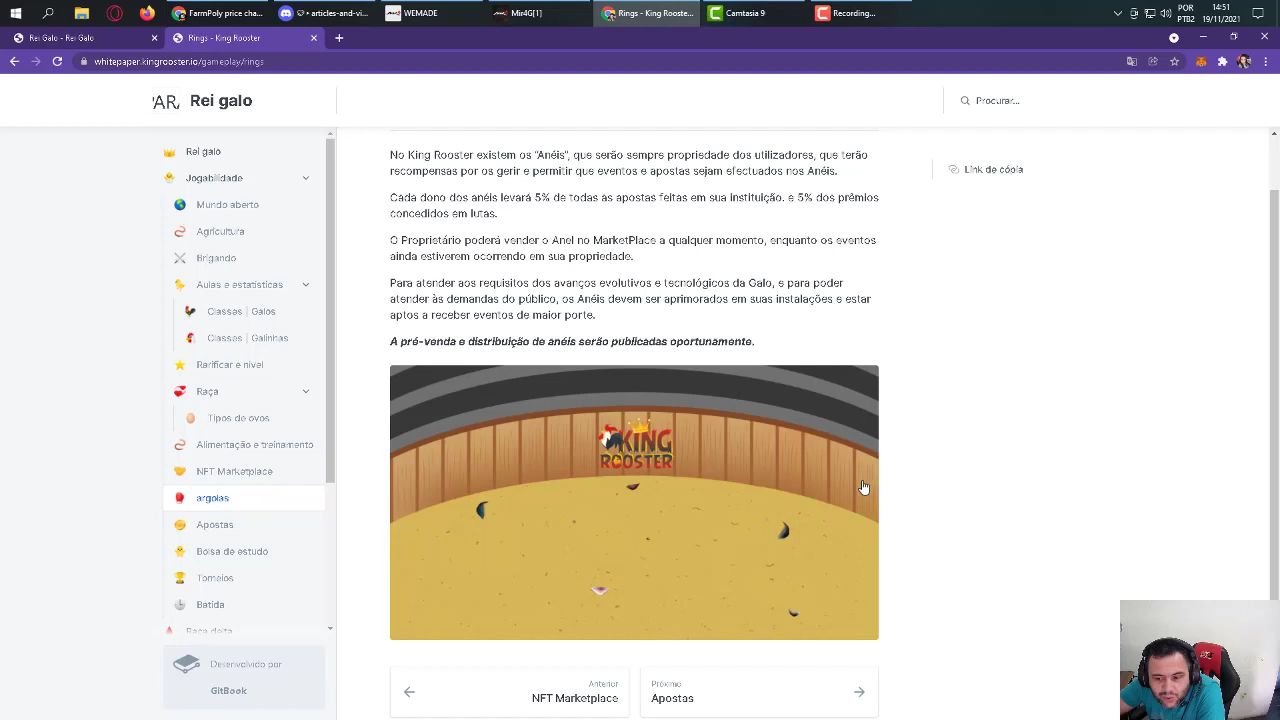 FarmPoly price cha
• articles-and-vi
WEMADE
Mir4G[1]
Rings - King Rooste...
Camtasia 9
Recording...
POR
PTB2
14:51
19/11/2021
Rei Galo - Rei Galo
Rings - King Rooster
whitepaper.kingrooster.io/gameplay/rings
Rei galo
Procurar...
Rei galo
Jogabilidade
Mundo aberto
Agricultura
Brigando
Aulas e estatísticas
Classes | Galos
Classes | Galinhas
Rarificar e nível
Raça
Tipos de ovos
Alimentação e treinamento
NFT Marketplace
argolas
Apostas
Bolsa de estudo
Torneios
Batida
Desenvolvido por
GitBook
No King Rooster existem os “Anéis”, que serão sempre propriedade dos utilizadores, que terão
recompensas por os gerir e permitir que eventos e apostas sejam efectuados nos Anéis.
Cada dono dos anéis levará 5% de todas as apostas feitas em sua instituição. e 5% dos prêmios
concedidos em lutas.
O Proprietário poderá vender o Anel no MarketPlace a qualquer momento, enquanto os eventos
ainda estiverem ocorrendo em sua propriedade.
Para atender aos requisitos dos avanços evolutivos e tecnológicos da Galo, e para poder
atender às demandas do público, os Anéis devem ser aprimorados em suas instalações e estar
aptos a receber eventos de maior porte.
A pré-venda e distribuição de anéis serão publicadas oportunamente.
KING
ROOSTER
Anterior
NFT Marketplace
Próximo
Apostas
Link de cópia